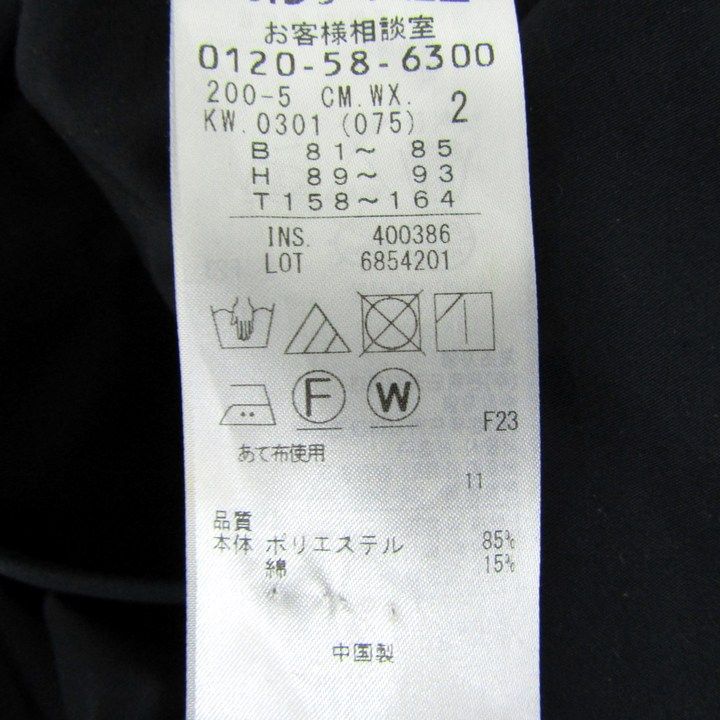 お客様相談室
0120-58-6300
200-5 CM.WX. 2
KW.0301(075)
B 81～ 85
H 89～ 93
T158～164
INS. 400386
LOT 6854201
F W
F23
あて布使用
11
品質
本体 ポリエステル 85%
綿 15%
中国製